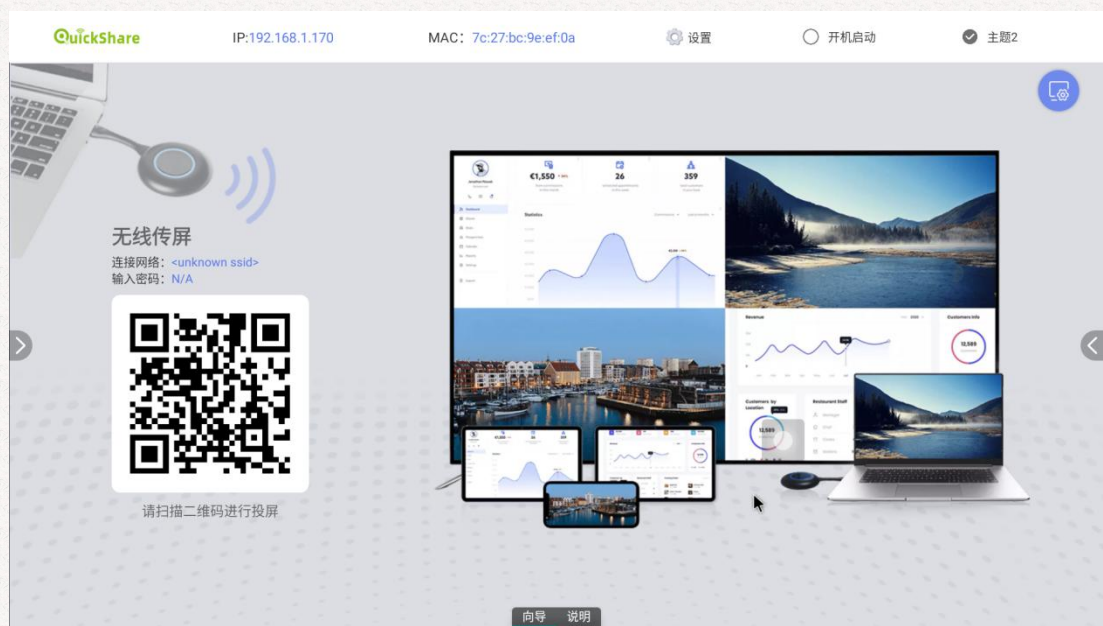 QuickShare
IP:192.168.1.170
MAC：7c:27:bc:9e:ef:0a
设置
开机启动
主题2
无线传屏
连接网络：<unknown ssid>
输入密码：N/A
请扫描二维码进行投屏
€1,550
26
359
Statistics
Revenue
Customers Info
12,589
Customers by
Location
Restaurant Staff
12,589
向导 说明